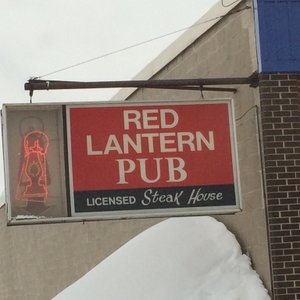 RED
LANTERN
PUB
LICENSED Steak House